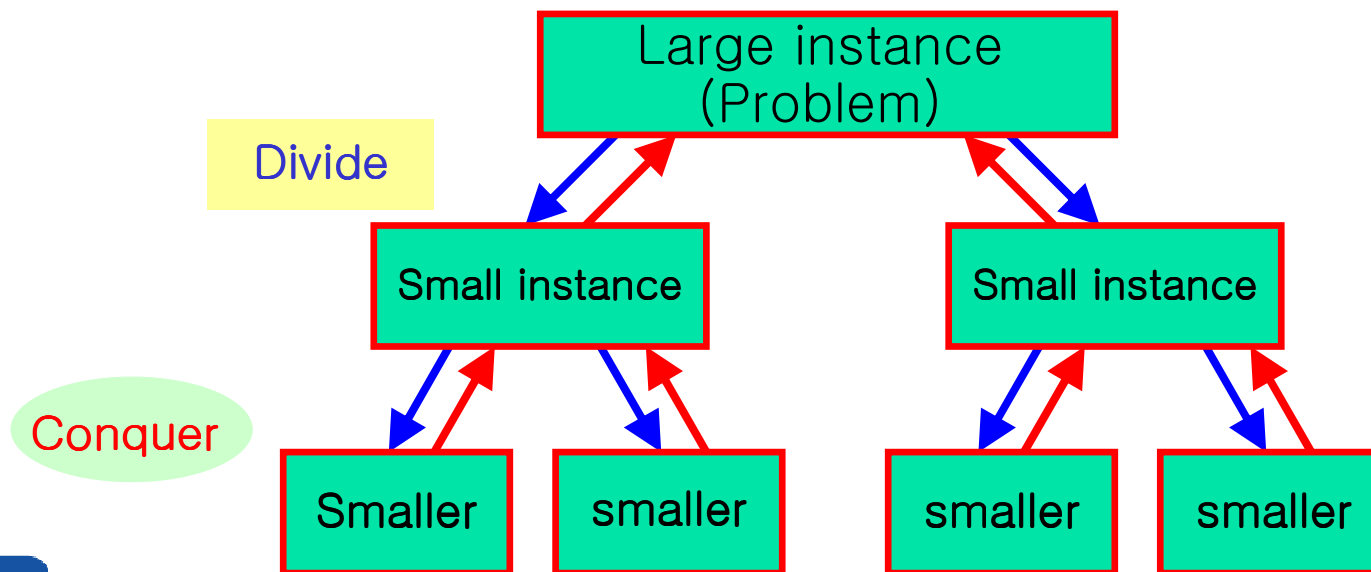 Large instance
(Problem)
Divide
Small instance
Small instance
Conquer
Smaller
smaller
smaller
smaller